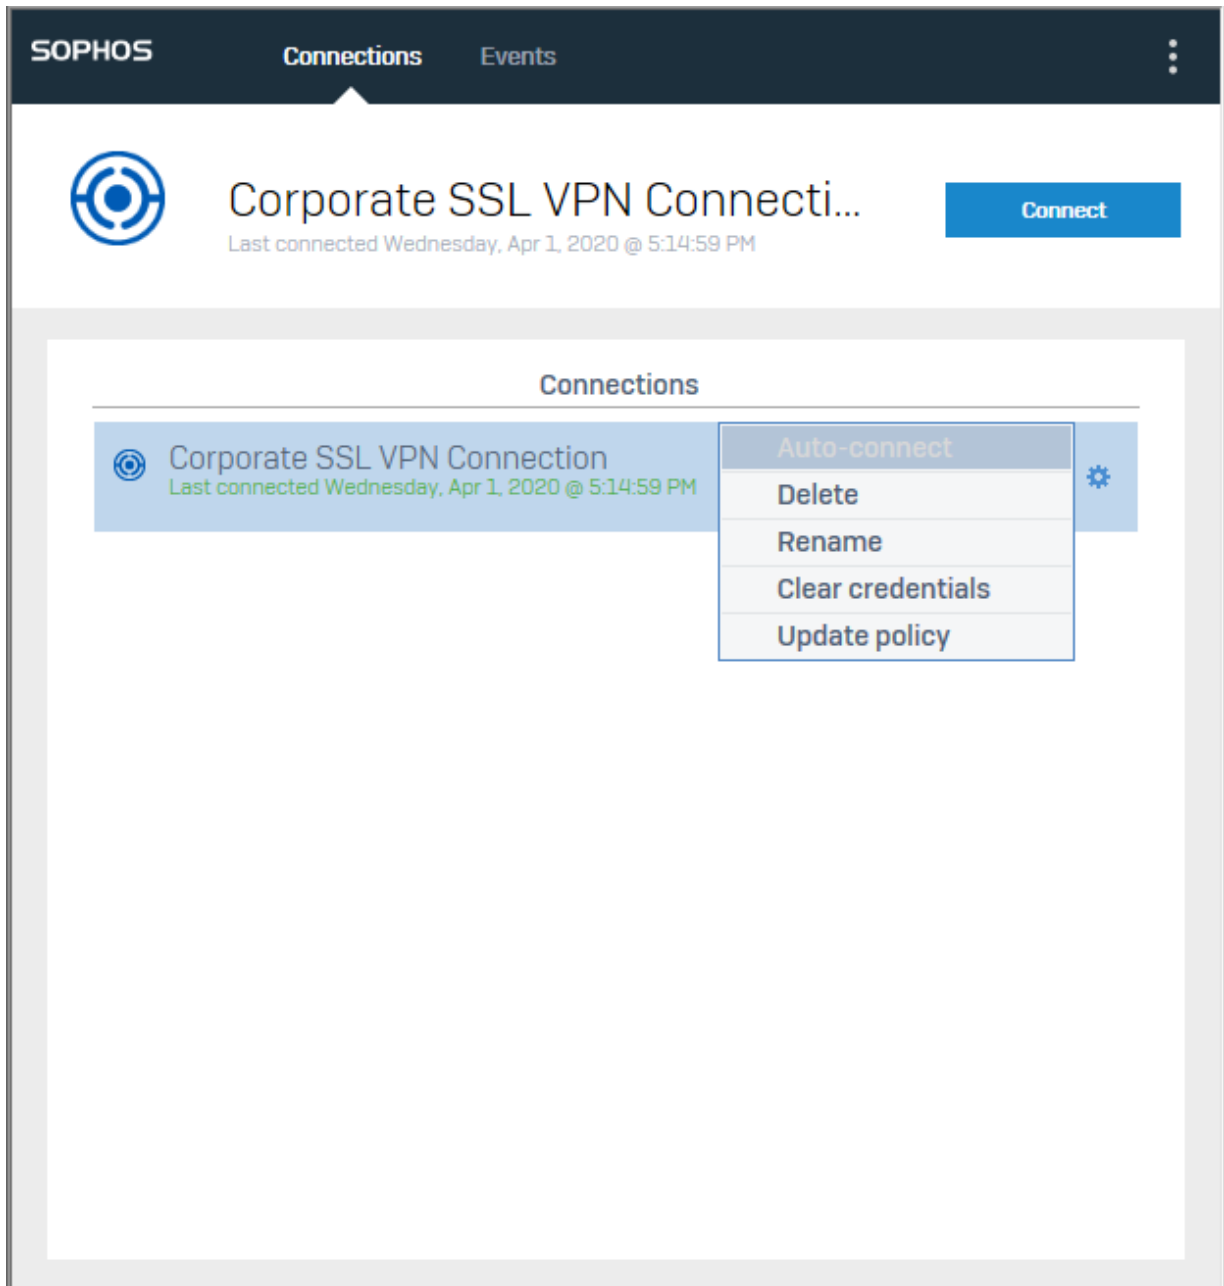 SOPHOS
Connections
Events
Corporate SSL VPN Connecti...
Last connected Wednesday, Apr 1, 2020 @ 5:14:59 PM
Connect
Connections
Corporate SSL VPN Connection
Last connected Wednesday, Apr 1, 2020 @ 5:14:59 PM
Auto-connect
Delete
Rename
Clear credentials
Update policy